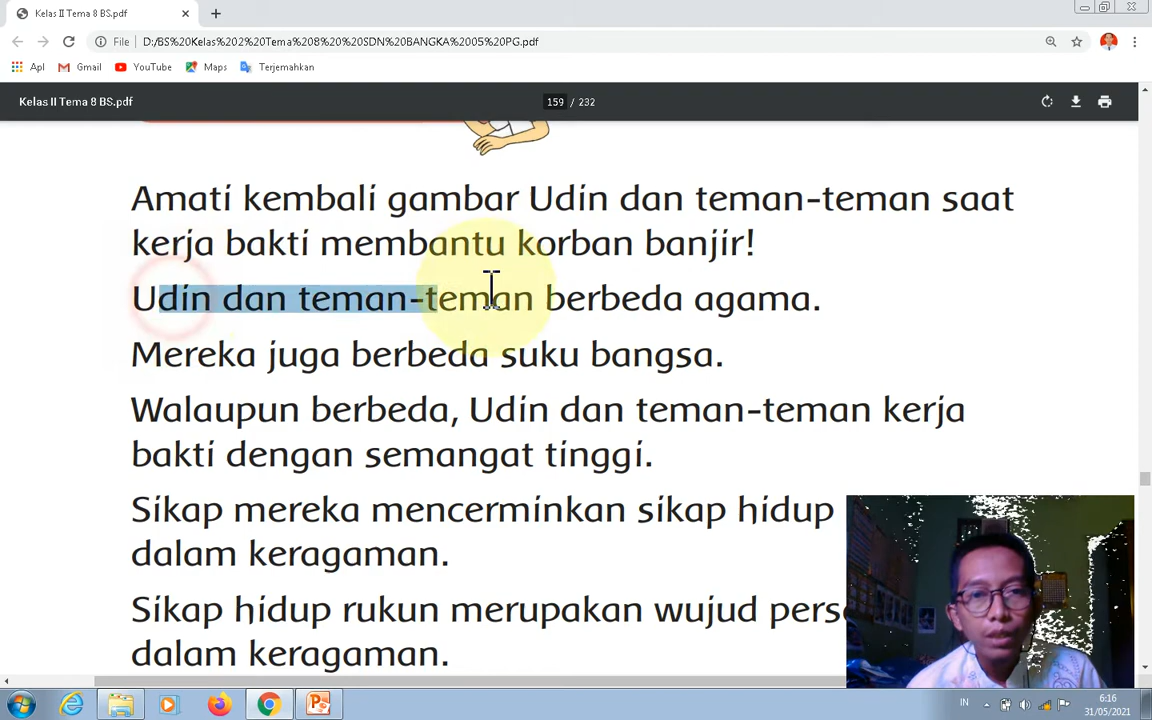 Kelas II Tema 8 BS.pdf
File D:/BS%20Kelas%202%20Tema%208%20%20SDN%20BANGKA%2005%20PG.pdf
Apl Gmail YouTube Maps Terjemahkan
Kelas II Tema 8 BS.pdf 159 / 232
Amati kembali gambar Udin dan teman-teman saat
kerja bakti membantu korban banjir!
Udin dan teman-teman berbeda agama.
Mereka juga berbeda suku bangsa.
Walaupun berbeda, Udin dan teman-teman kerja
bakti dengan semangat tinggi.
Sikap mereka mencerminkan sikap hidup
dalam keragaman.
Sikap hidup rukun merupakan wujud
dalam keragaman.
IN 6:16
31/05/2021